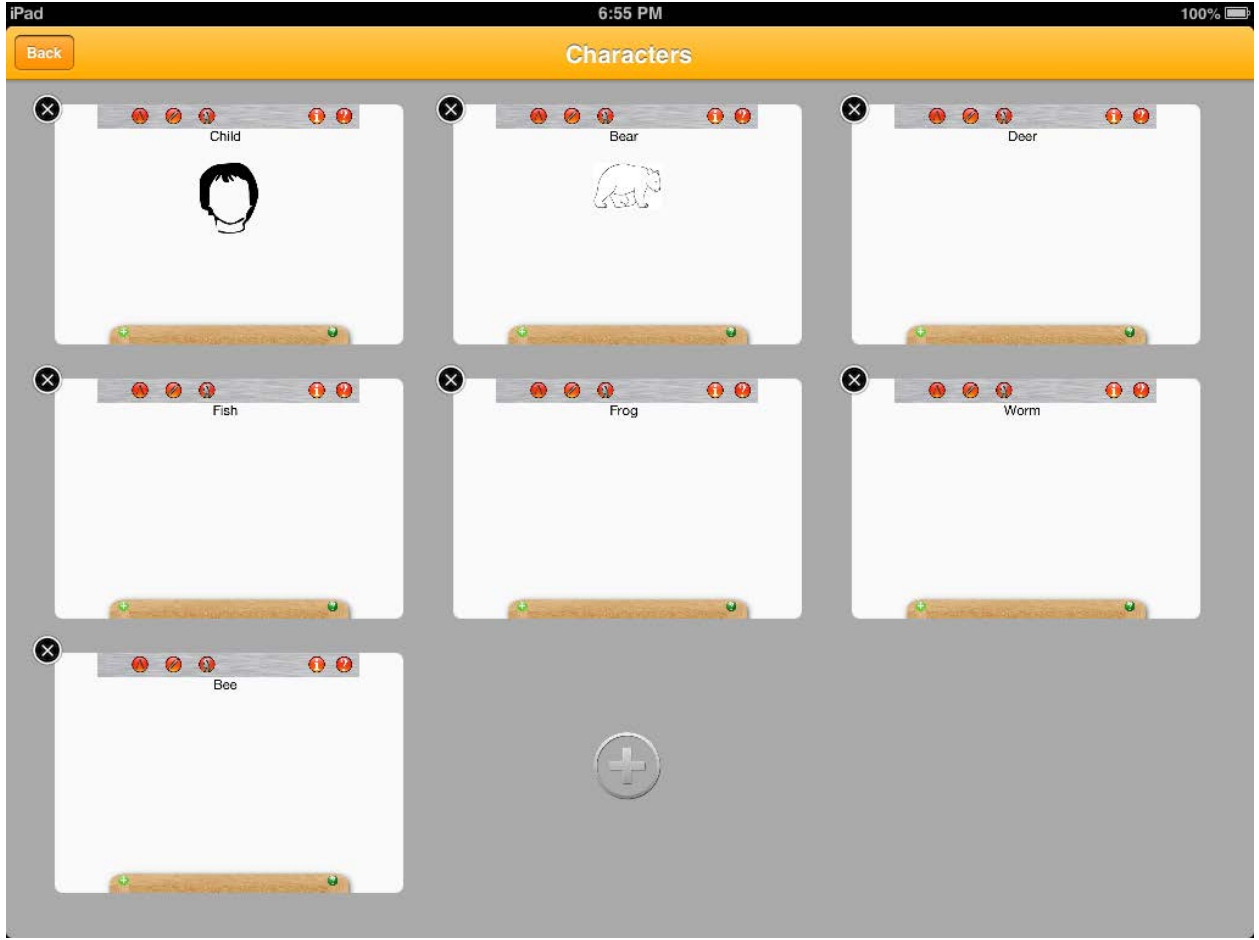 iPad 6:55 PM 100%
Back Characters
Child Bear Deer
Fish Frog Worm
Bee